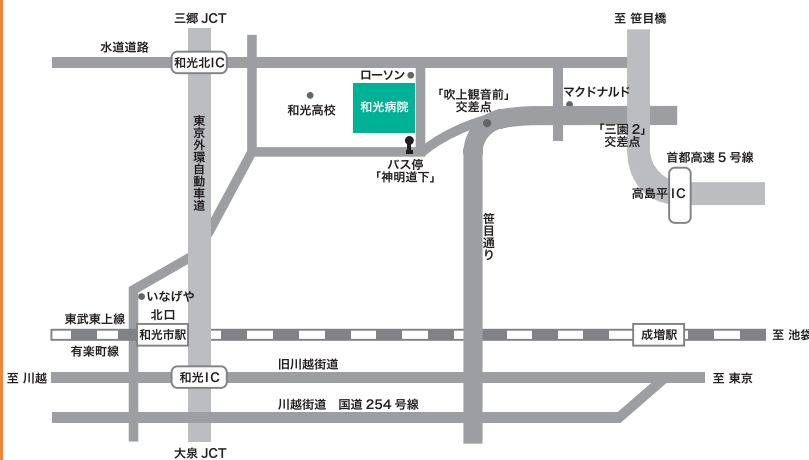 三郷 JCT
至 笹目橋
水道道路
和光北IC
ローソン
マクドナルド
「吹上観音前」
交差点
和光高校
和光病院
東京外環自動車道
「三園 2」
交差点
首都高速 5 号線
バス停
「神明道下」
高島平 IC
笹目通り
いなげや
北口
東武東上線
和光市駅
成増駅
至 池袋
有楽町線
旧川越街道
至 川越
和光 IC
至 東京
川越街道 国道 254 号線
大泉 JCT